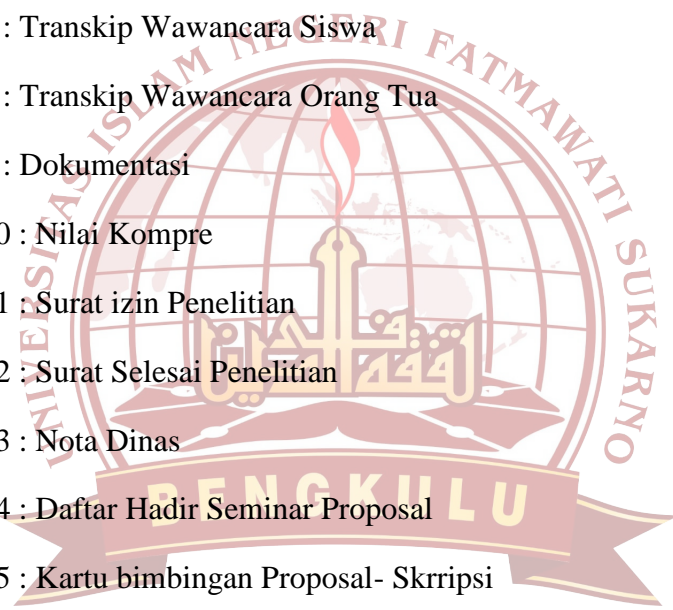 : Transkip Wawancara Siswa
: Transkip Wawancara Orang Tua
: Dokumentasi
0 : Nilai Kompre
1 : Surat izin Penelitian
2 : Surat Selesai Penelitian
3 : Nota Dinas
4 : Daftar Hadir Seminar Proposal
5 : Kartu bimbingan Proposal- Skrripsi
UNIVERSITAS ISLAM NEGERI FATMAWATI SUKARNO
BENGKULU